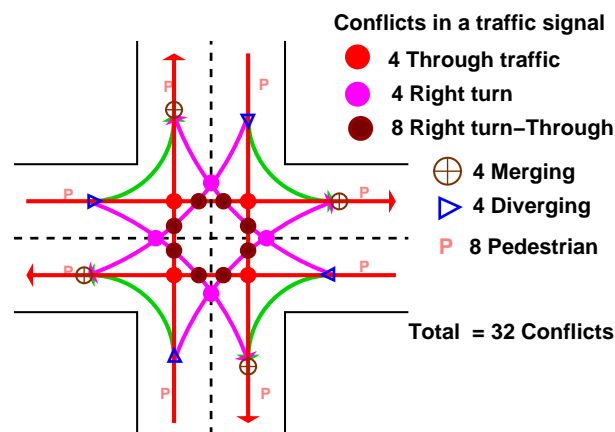 Conflicts in a traffic signal
4 Through traffic
4 Right turn
8 Right turn−Through
4 Merging
4 Diverging
P 8 Pedestrian
Total = 32 Conflicts
P
P
P
P
P
P
P
P